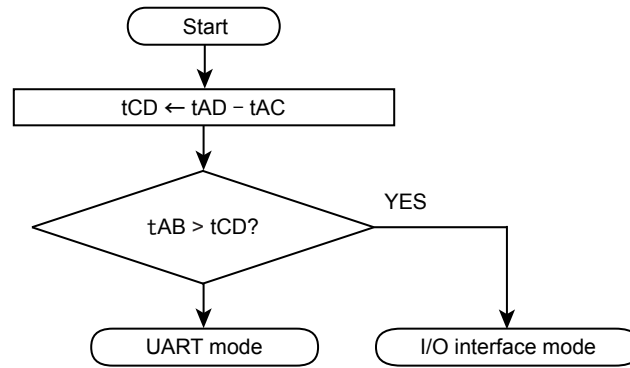 Start
tCD ← tAD − tAC
tAB > tCD?
YES
UART mode
I/O interface mode